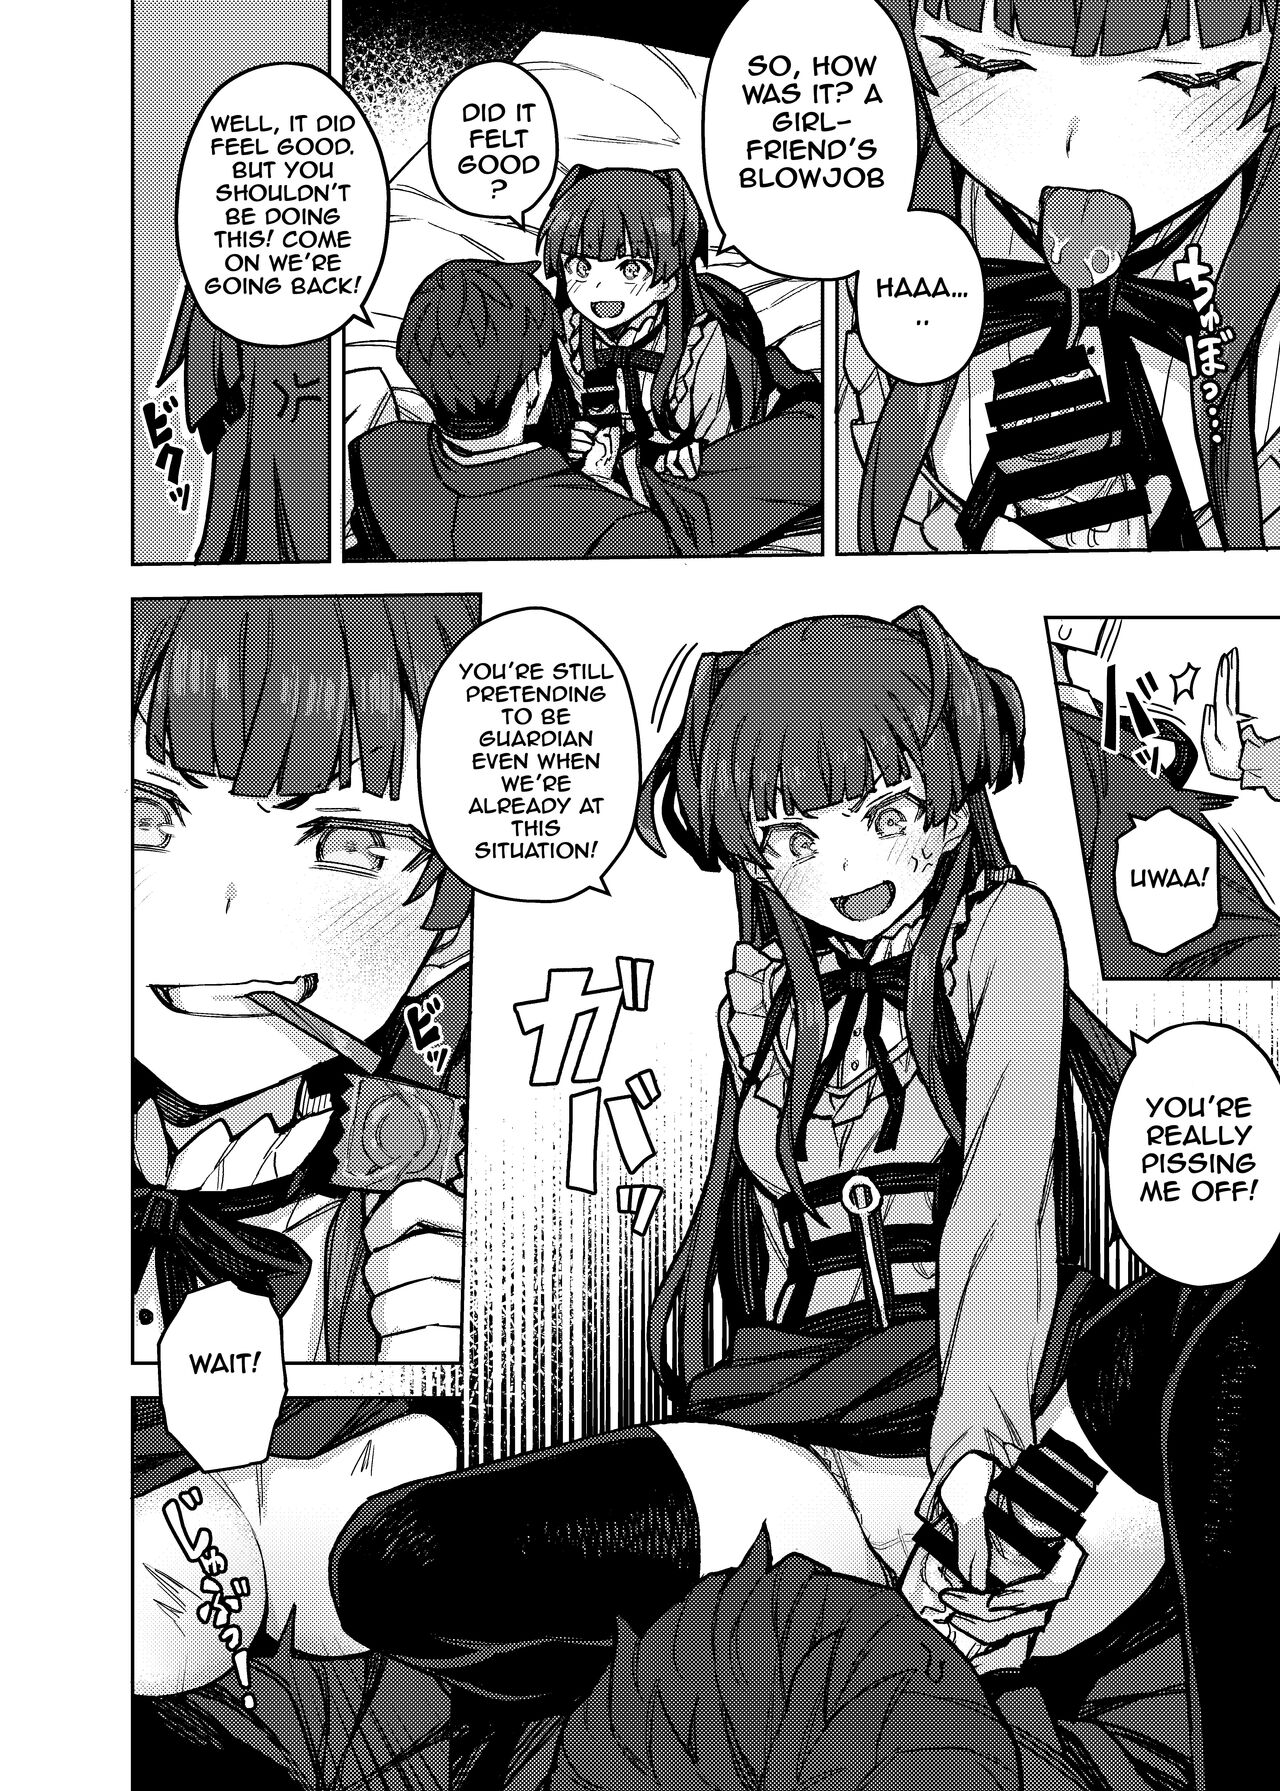 SO, HOW
WAS IT? A
GIRL-
FRIEND'S
BLOWJOB
HAAA...
..
ちゅぼっ…
DID IT
FELT
GOOD
?
WELL, IT DID
FEEL GOOD.
BUT YOU
SHOULDN'T
BE DOING
THIS! COME
ON WE'RE
GOING BACK!
ビクッ
UWAA!
YOU'RE
REALLY
PISSING
ME OFF!
YOU'RE STILL
PRETENDING
TO BE
GUARDIAN
EVEN WHEN
WE'RE
ALREADY AT
THIS
SITUATION!
ガバッ
ビッ
WAIT!